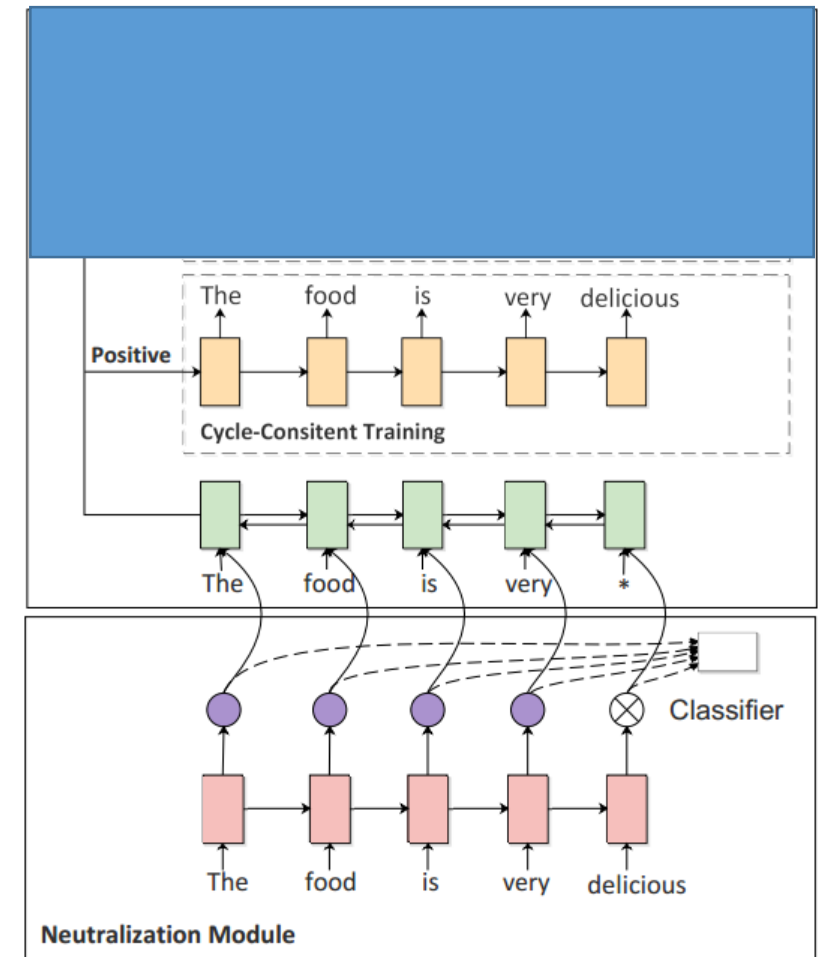 The food is very delicious
Positive
Cycle-Consitent Training
The food is very *
Classifier
The food is very delicious
Neutralization Module